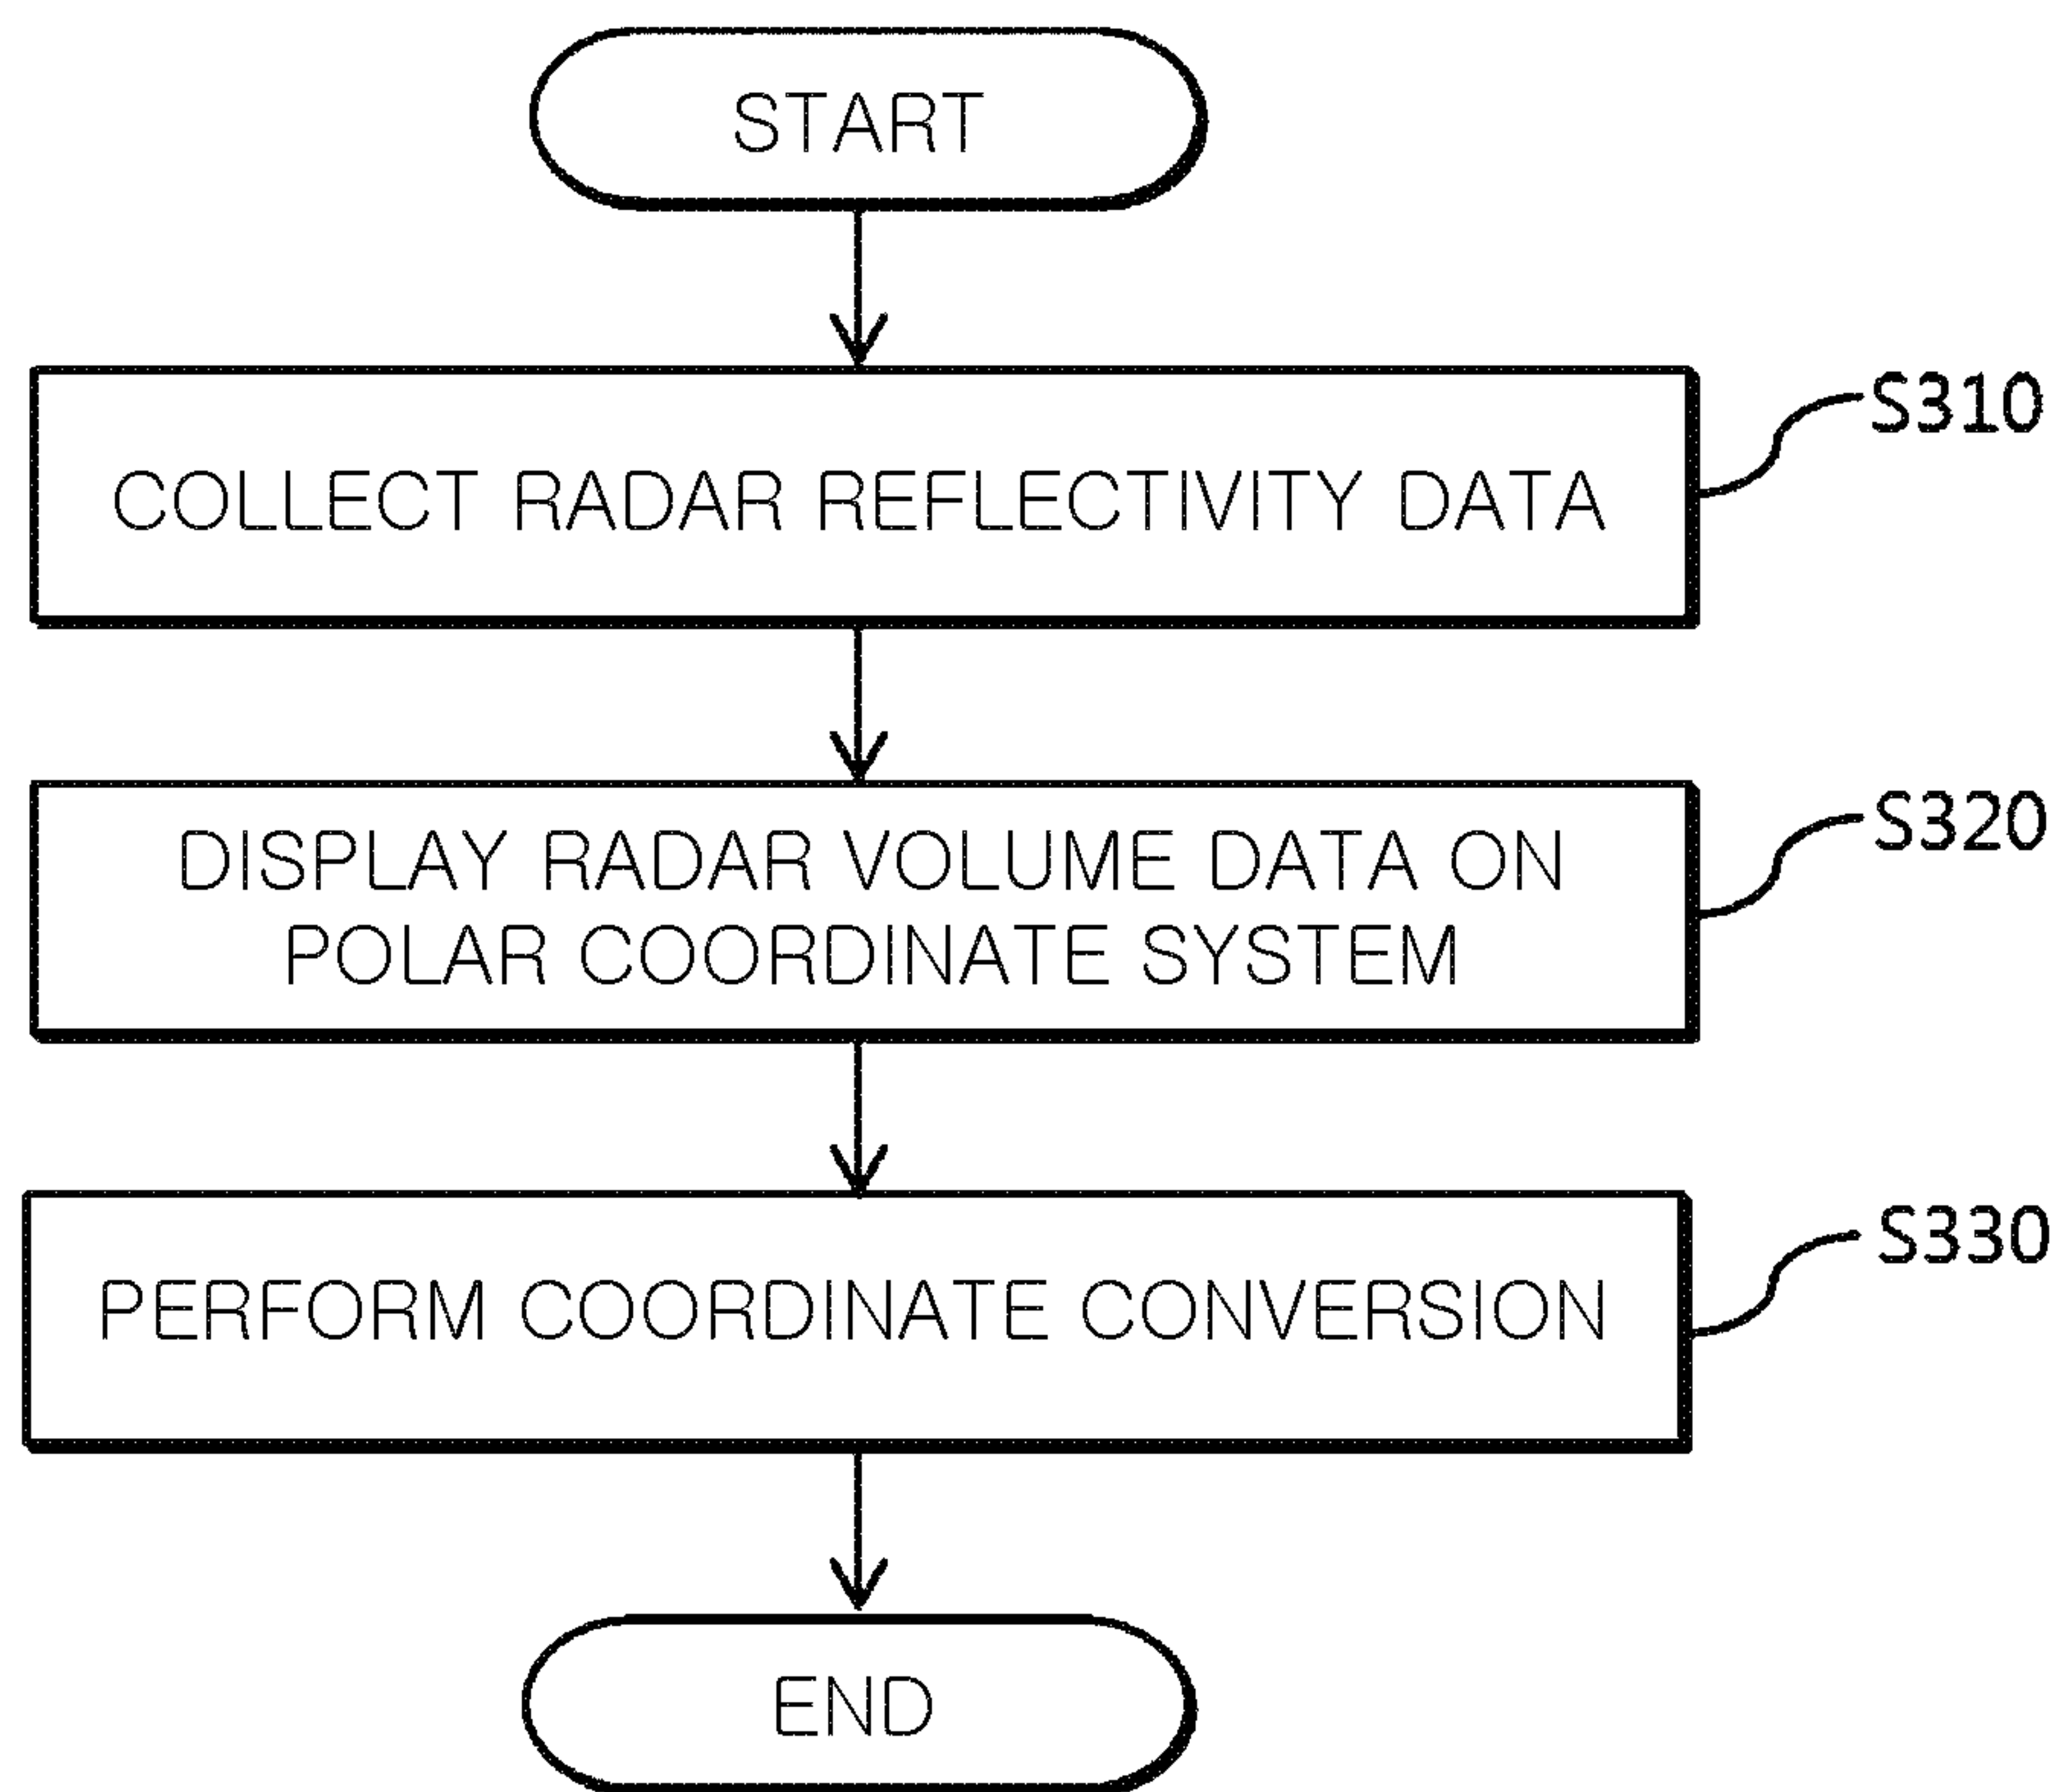 START
S310
COLLECT RADAR REFLECTIVITY DATA
S320
DISPLAY RADAR VOLUME DATA ON
POLAR COORDINATE SYSTEM
S330
PERFORM COORDINATE CONVERSION
END